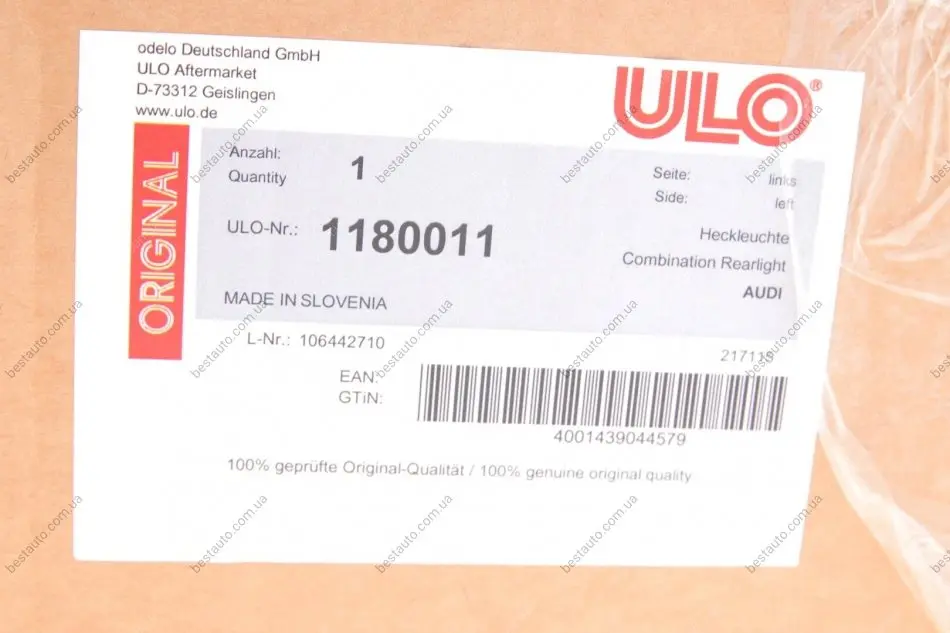 odelo Deutschland GmbH
ULO Aftermarket
D-73312 Geislingen
www.ulo.de
ULO®
ORIGINAL
Anzahl:
Quantity
1
Seite: links
Side: left
ULO-Nr.: 1180011
Heckleuchte
Combination Rearlight
AUDI
MADE IN SLOVENIA
L-Nr.: 106442710
217115
EAN:
GTiN:
4001439044579
100% geprüfte Original-Qualität / 100% genuine original quality
bestauto.com.ua